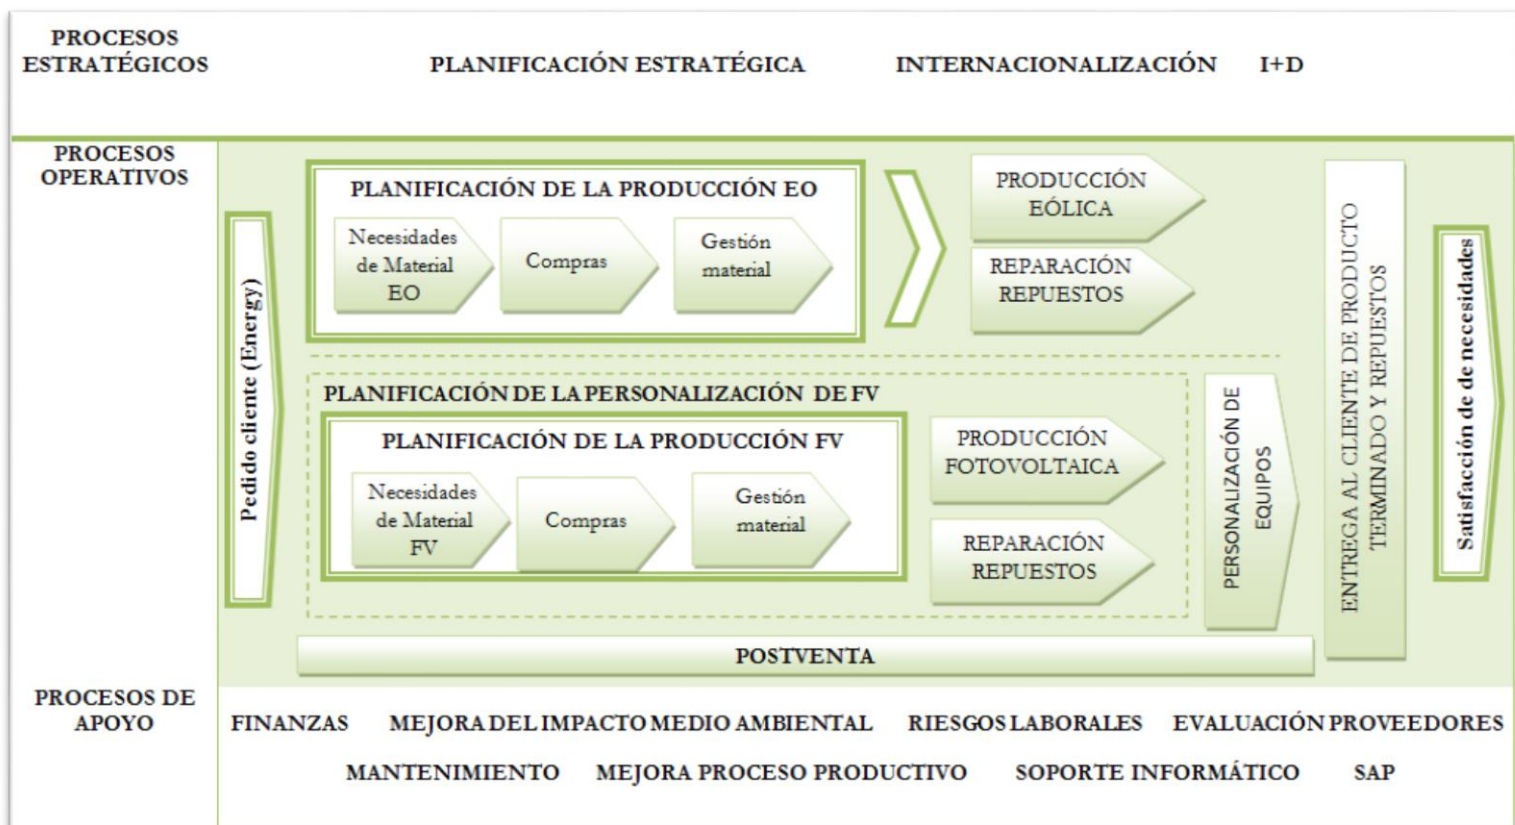 PROCESOS
ESTRATÉGICOS
PLANIFICACIÓN ESTRATÉGICA
INTERNACIONALIZACIÓN
I+D
PROCESOS
OPERATIVOS
Pedido cliente (Energy)
PLANIFICACIÓN DE LA PRODUCCIÓN EO
Necesidades
de Material
EO
Compras
Gestión
material
PRODUCCIÓN
EÓLICA
REPARACIÓN
REPUESTOS
PLANIFICACIÓN DE LA PERSONALIZACIÓN DE FV
PLANIFICACIÓN DE LA PRODUCCIÓN FV
Necesidades
de Material
FV
Compras
Gestión
material
PRODUCCIÓN
FOTOVOLTAICA
REPARACIÓN
REPUESTOS
PERSONALIZACIÓN DE
EQUIPOS
ENTREGA AL CLIENTE DE PRODUCTO
TERMINADO Y REPUESTOS
Satisfacción de necesidades
POSTVENTA
PROCESOS DE
APOYO
FINANZAS
MEJORA DEL IMPACTO MEDIO AMBIENTAL
RIESGOS LABORALES
EVALUACIÓN PROVEEDORES
MANTENIMIENTO
MEJORA PROCESO PRODUCTIVO
SOPORTE INFORMÁTICO
SAP